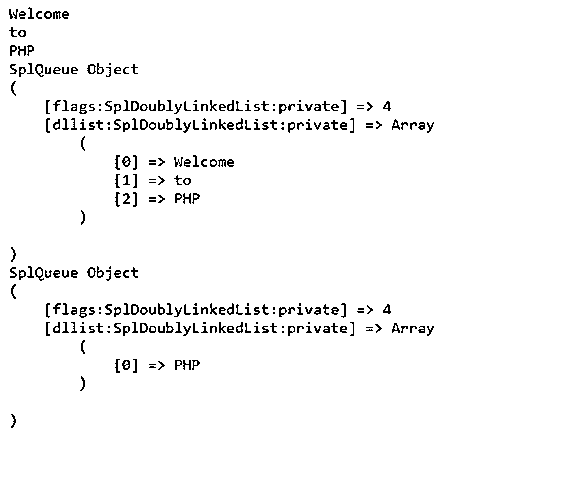 Welcome
to
PHP
SplQueue Object
(
    [flags:SplDoublyLinkedList:private] => 4
    [dllist:SplDoublyLinkedList:private] => Array
        (
            [0] => Welcome
            [1] => to
            [2] => PHP
        )

)
SplQueue Object
(
    [flags:SplDoublyLinkedList:private] => 4
    [dllist:SplDoublyLinkedList:private] => Array
        (
            [0] => PHP
        )

)